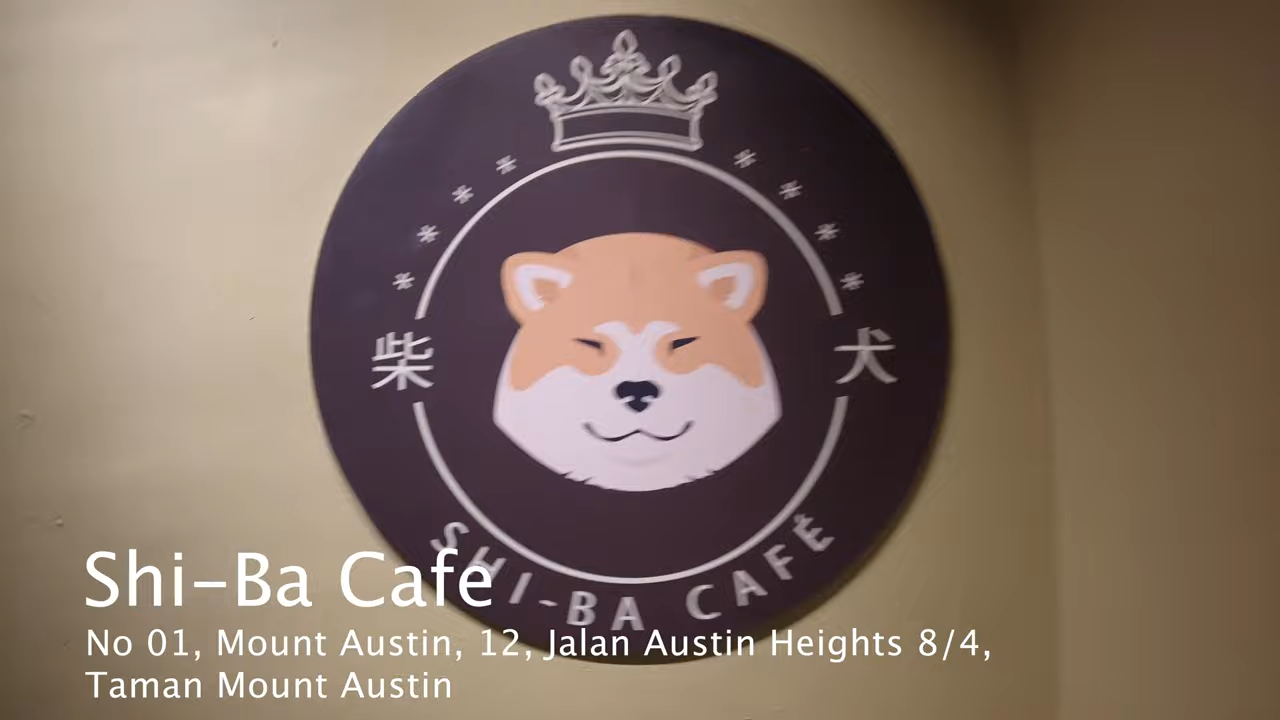 柴 犬
SHI-BA CAFÉ
Shi-Ba Cafe
No 01, Mount Austin, 12, Jalan Austin Heights 8/4,
Taman Mount Austin